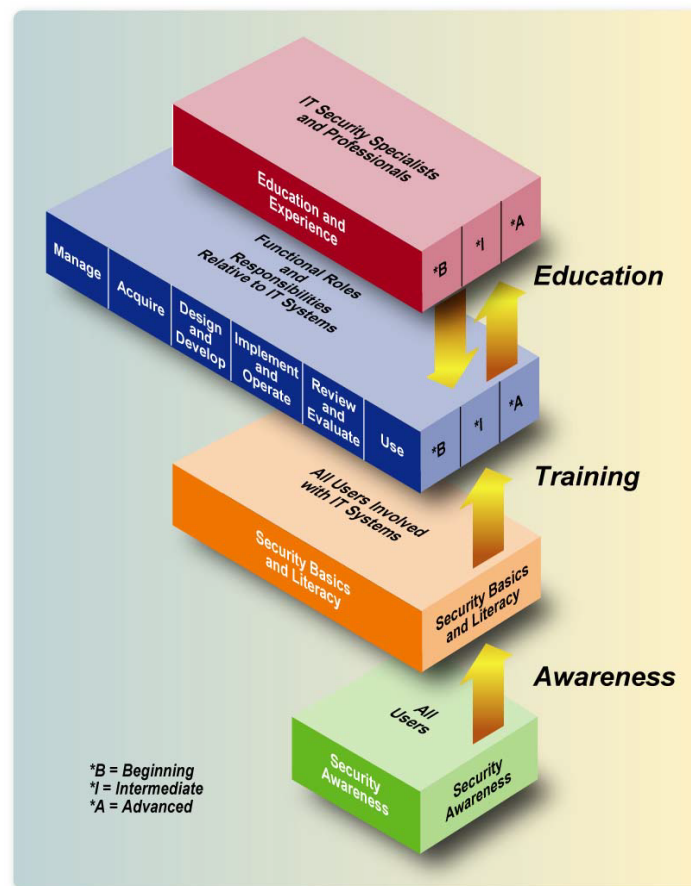 IT Security Specialists
and Professionals
Education and
Experience
*B
*I
*A
Education
Functional Roles
and
Responsibilities
Relative to IT Systems
Manage
Acquire
Design
and
Develop
Implement
and
Operate
Review
and
Evaluate
Use
*B
*I
*A
Training
All Users Involved
with IT Systems
Security Basics
and Literacy
Security Basics
and Literacy
Awareness
All
Users
Security
Awareness
Security
Awareness
*B = Beginning
*I = Intermediate
*A = Advanced